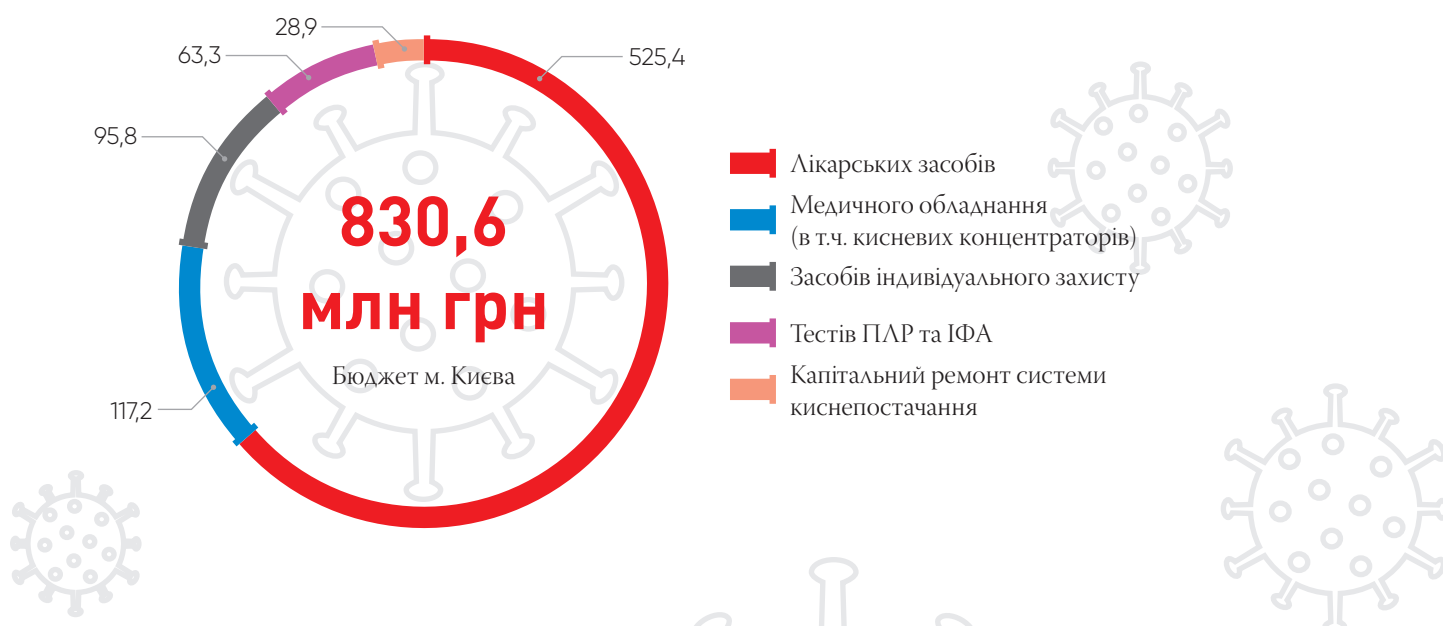 28,9
63,3
525,4
95,8
117,2
830,6
млн грн
Бюджет м. Києва
Лікарських засобів
Медичного обладнання
(в т.ч. кисневих концентраторів)
Засобів індивідуального захисту
Тестів ПЛР та ІФА
Капітальний ремонт системи
киснепостачання